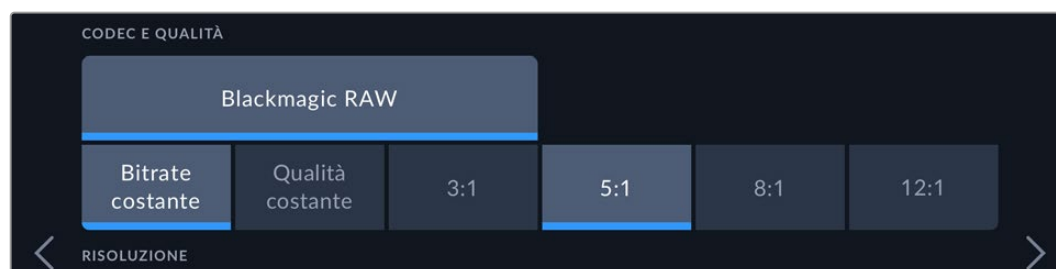 CODEC E QUALITÀ
Blackmagic RAW
Bitrate
costante
Qualità
costante
3:1
5:1
8:1
12:1
RISOLUZIONE